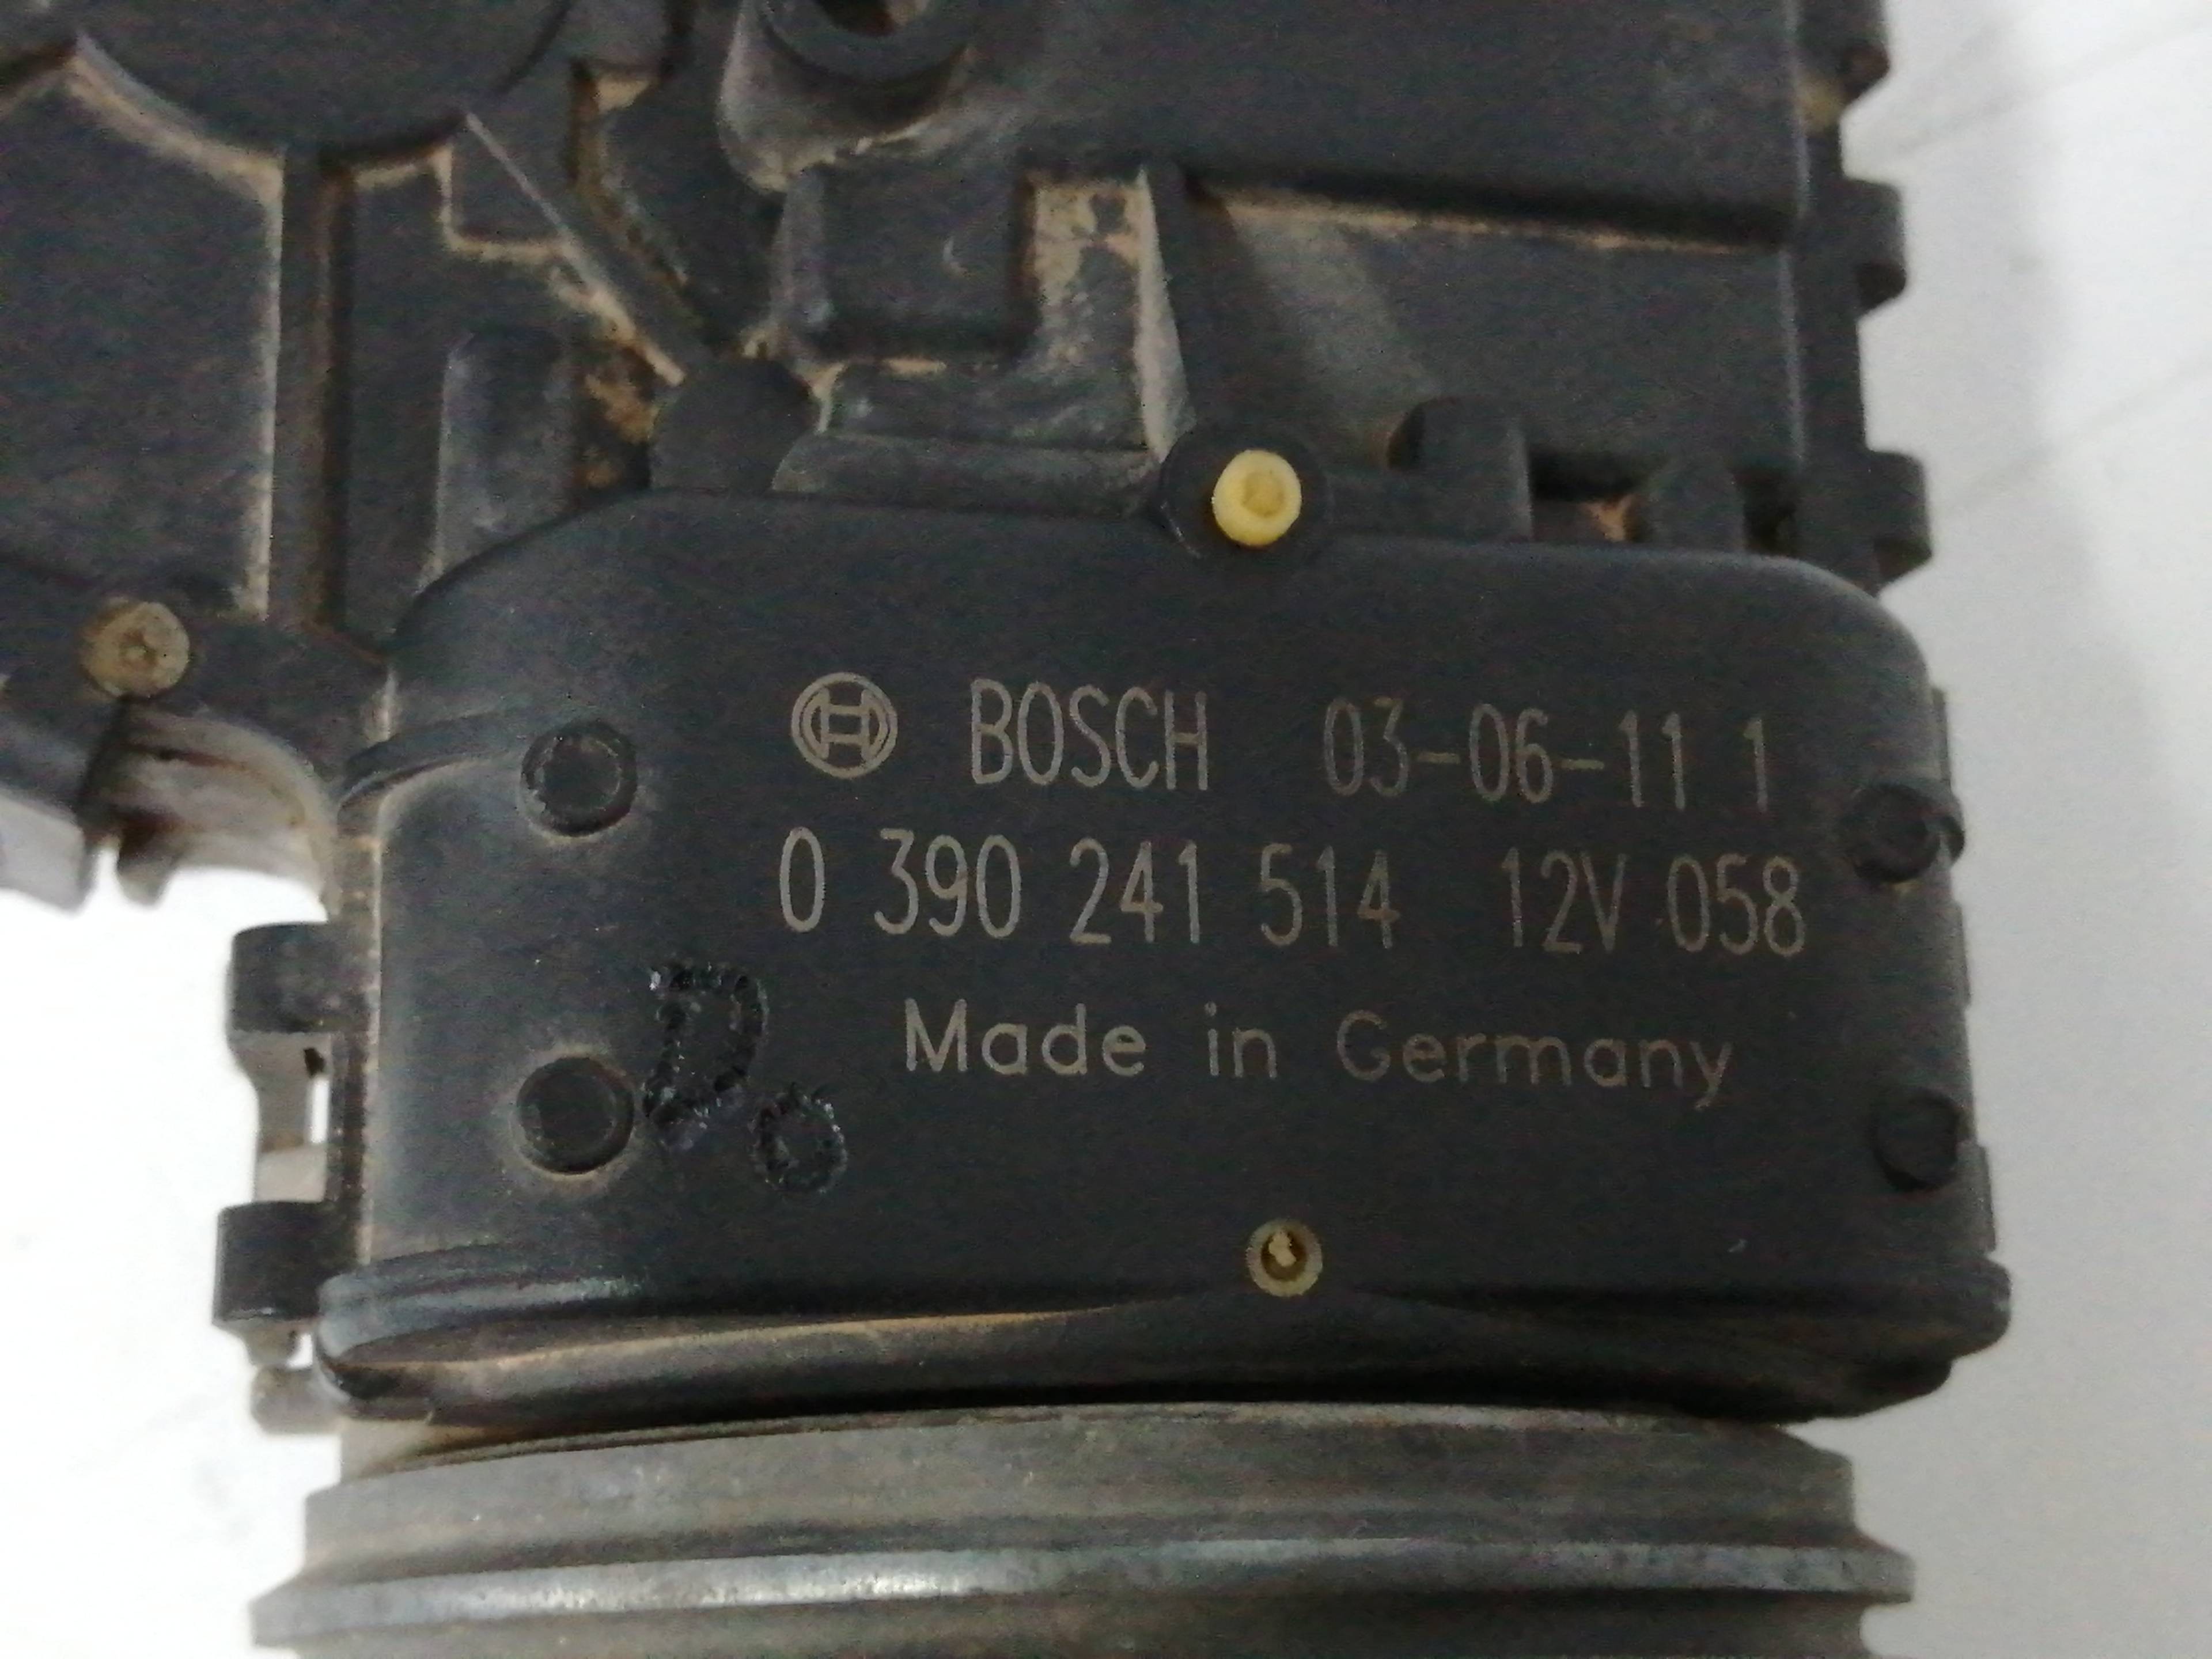 BOSCH 03-06-11 1
0 390 241 514 12V 058
Made in Germany